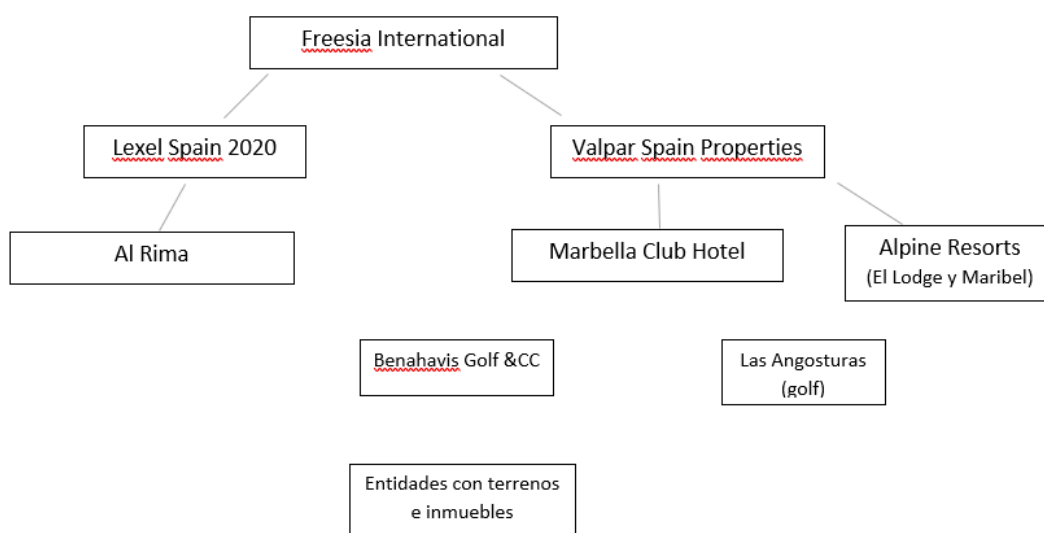 Freesia International
Lexel Spain 2020
Valpar Spain Properties
Al Rima
Marbella Club Hotel
Alpine Resorts
(El Lodge y Maribel)
Benahavis Golf &CC
Las Angosturas
(golf)
Entidades con terrenos
e inmuebles